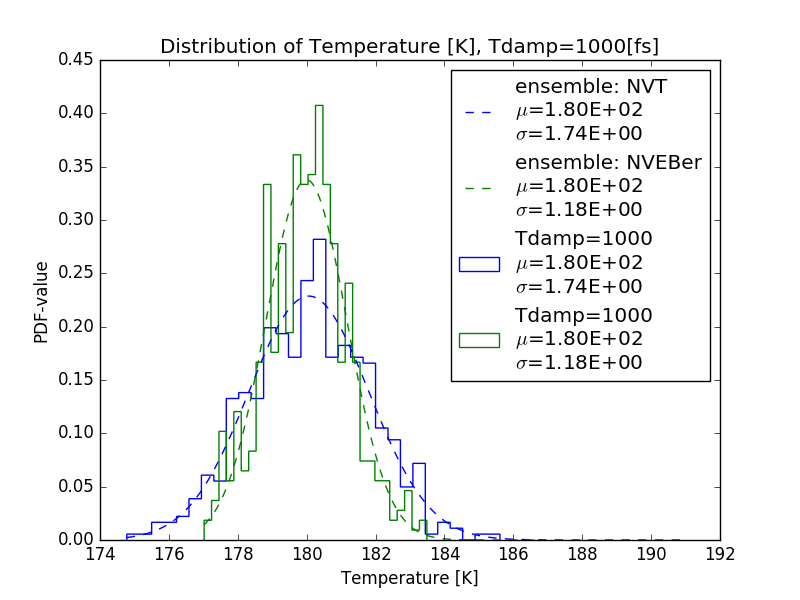 Distribution of Temperature [K], Tdamp=1000[fs]
0.45
0.40
0.35
0.30
0.25
0.20
0.15
0.10
0.05
0.00
PDF-value
ensemble: NVT
μ=1.80E+02
σ=1.74E+00
ensemble: NVEBer
μ=1.80E+02
σ=1.18E+00
Tdamp=1000
μ=1.80E+02
σ=1.74E+00
Tdamp=1000
μ=1.80E+02
σ=1.18E+00
174 176 178 180 182 184 186 188 190 192
Temperature [K]